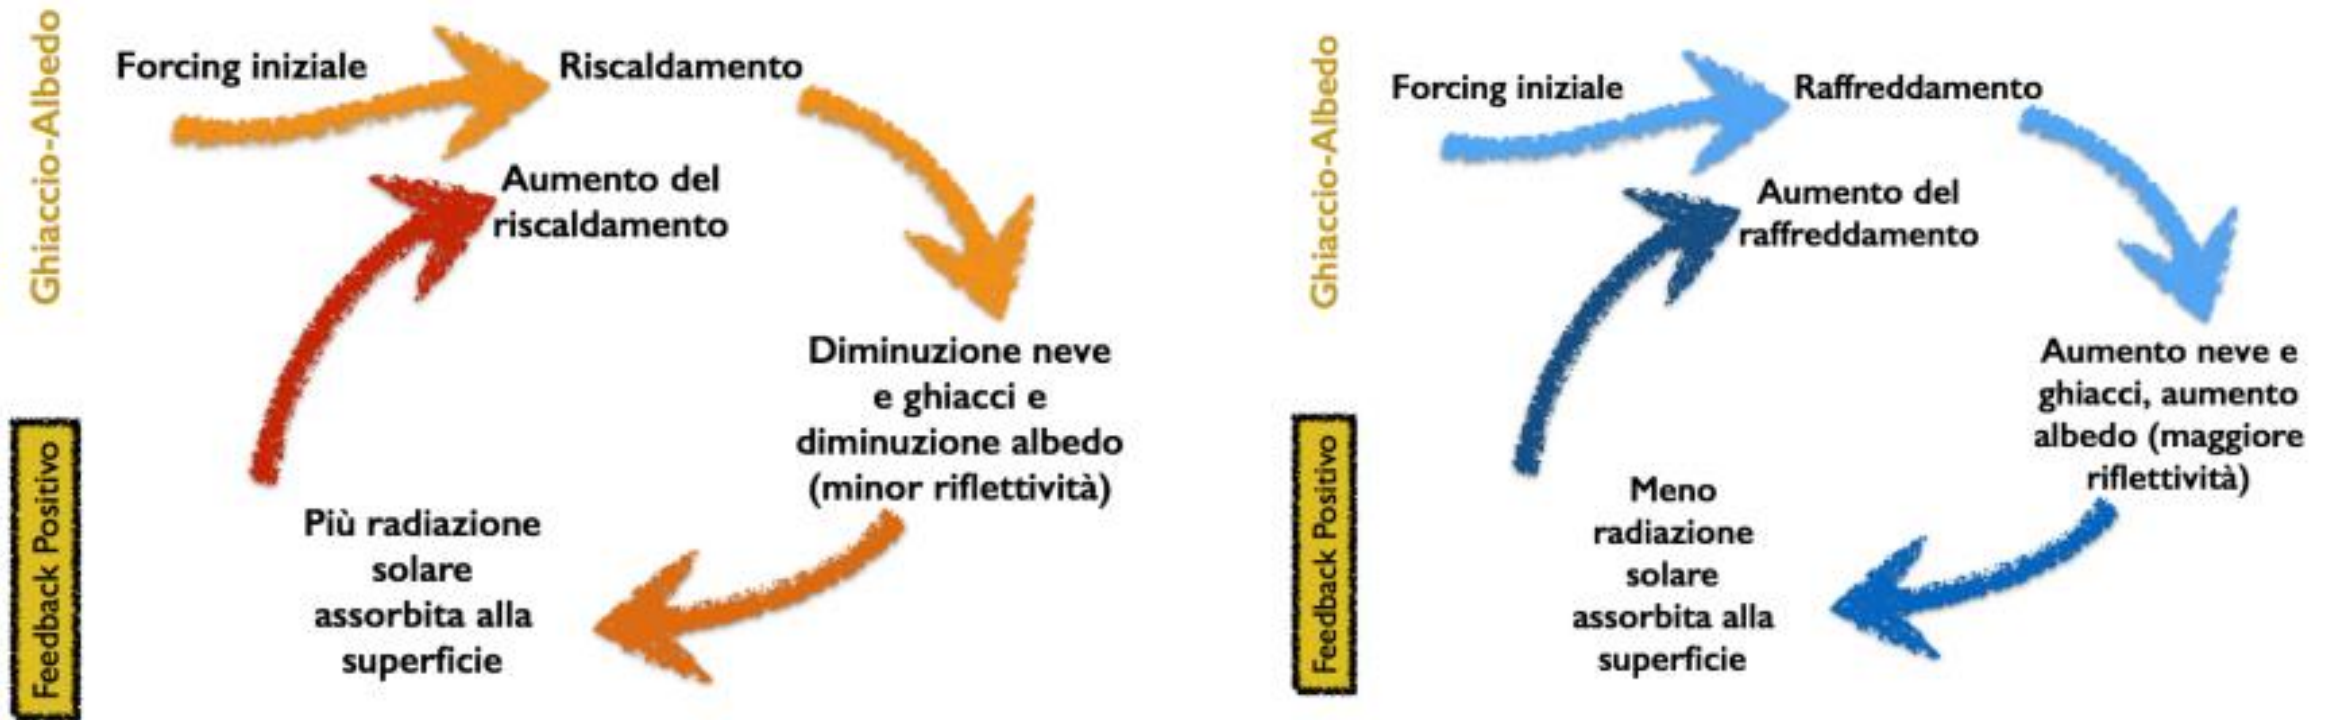 Ghiaccio-Albedo
Feedback Positivo
Forcing iniziale
Riscaldamento
Diminuzione neve
e ghiacci e
diminuzione albedo
(minor riflettività)
Più radiazione
solare
assorbita alla
superficie
Aumento del
riscaldamento
Ghiaccio-Albedo
Feedback Positivo
Forcing iniziale
Raffreddamento
Aumento neve e
ghiacci, aumento
albedo (maggiore
riflettività)
Meno
radiazione
solare
assorbita alla
superficie
Aumento del
raffreddamento